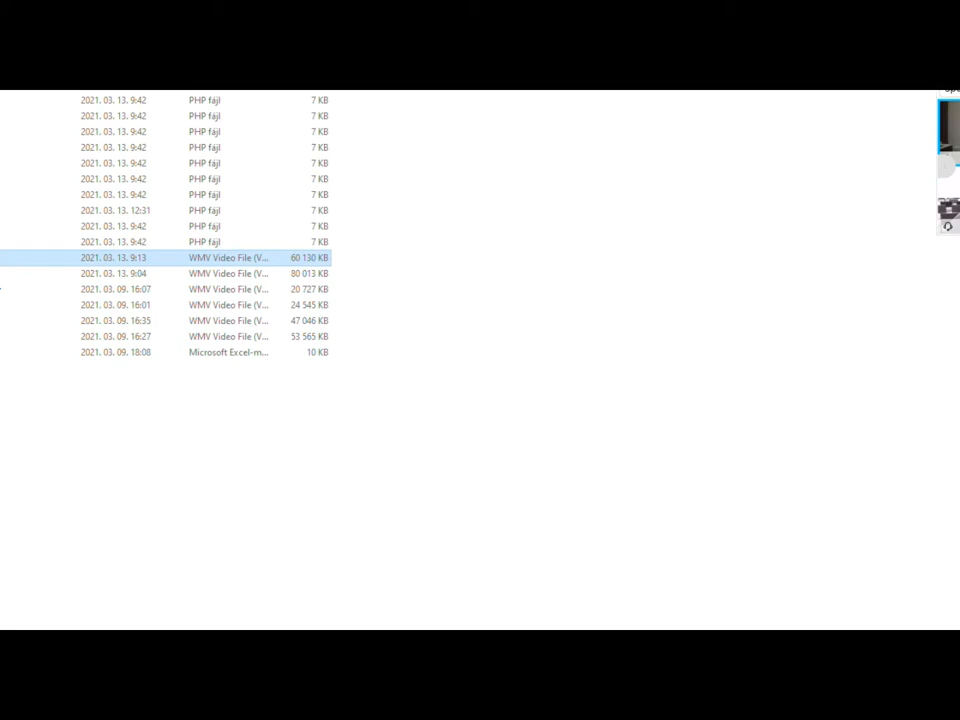 2021. 03. 13. 9:42 PHP fájl 7 KB
2021. 03. 13. 9:42 PHP fájl 7 KB
2021. 03. 13. 9:42 PHP fájl 7 KB
2021. 03. 13. 9:42 PHP fájl 7 KB
2021. 03. 13. 9:42 PHP fájl 7 KB
2021. 03. 13. 9:42 PHP fájl 7 KB
2021. 03. 13. 9:42 PHP fájl 7 KB
2021. 03. 13. 12:31 PHP fájl 7 KB
2021. 03. 13. 9:42 PHP fájl 7 KB
2021. 03. 13. 9:42 PHP fájl 7 KB
2021. 03. 13. 9:13 WMV Video File (V... 60 130 KB
2021. 03. 13. 9:04 WMV Video File (V... 80 013 KB
2021. 03. 09. 16:07 WMV Video File (V... 20 727 KB
2021. 03. 09. 16:01 WMV Video File (V... 24 545 KB
2021. 03. 09. 16:35 WMV Video File (V... 47 046 KB
2021. 03. 09. 16:27 WMV Video File (V... 53 565 KB
2021. 03. 09. 18:08 Microsoft Excel-m... 10 KB